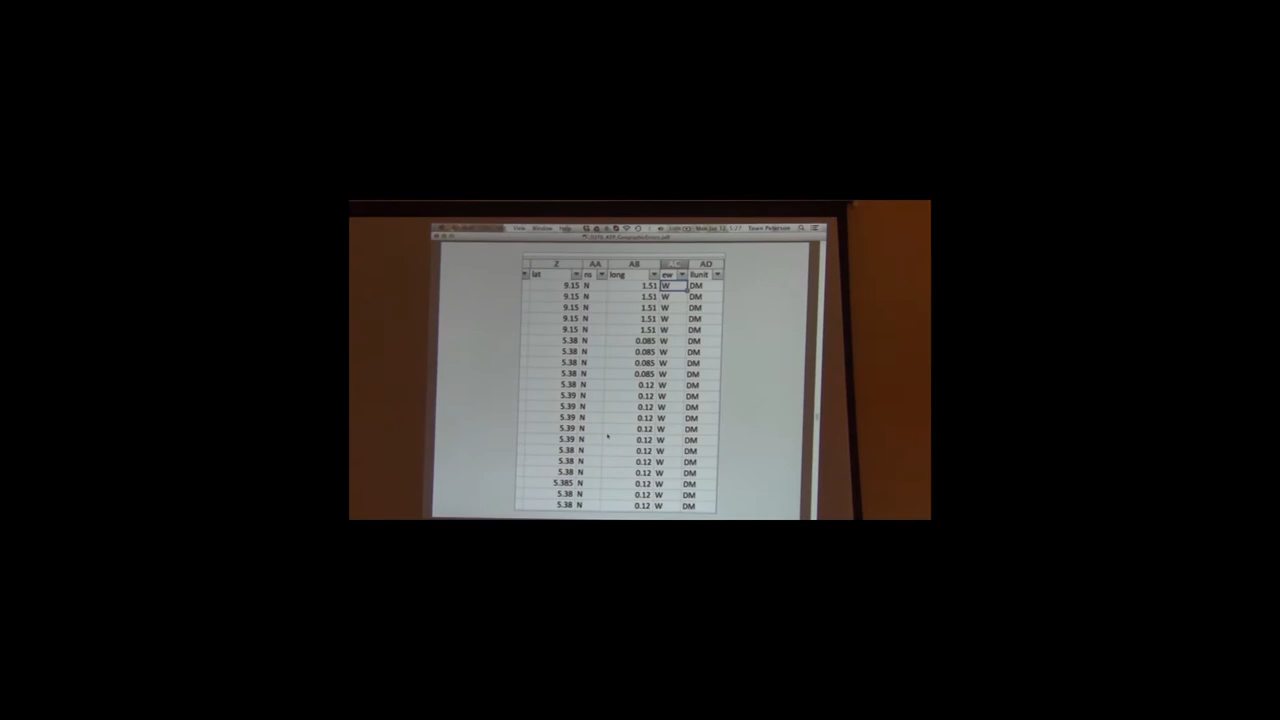 View Window Help
Z AA AB AD
lat ns long ew llunit
9.15 N 1.51 W DM
9.15 N 1.51 W DM
9.15 N 1.51 W DM
9.15 N 1.51 W DM
9.15 N 1.51 W DM
5.38 N 0.085 W DM
5.38 N 0.085 W DM
5.38 N 0.085 W DM
5.38 N 0.085 W DM
5.38 N 0.12 W DM
5.39 N 0.12 W DM
5.39 N 0.12 W DM
5.39 N 0.12 W DM
5.39 N 0.12 W DM
5.39 N 0.12 W DM
5.38 N 0.12 W DM
5.38 N 0.12 W DM
5.38 N 0.12 W DM
5.385 N 0.12 W DM
5.38 N 0.12 W DM
5.38 N 0.12 W DM